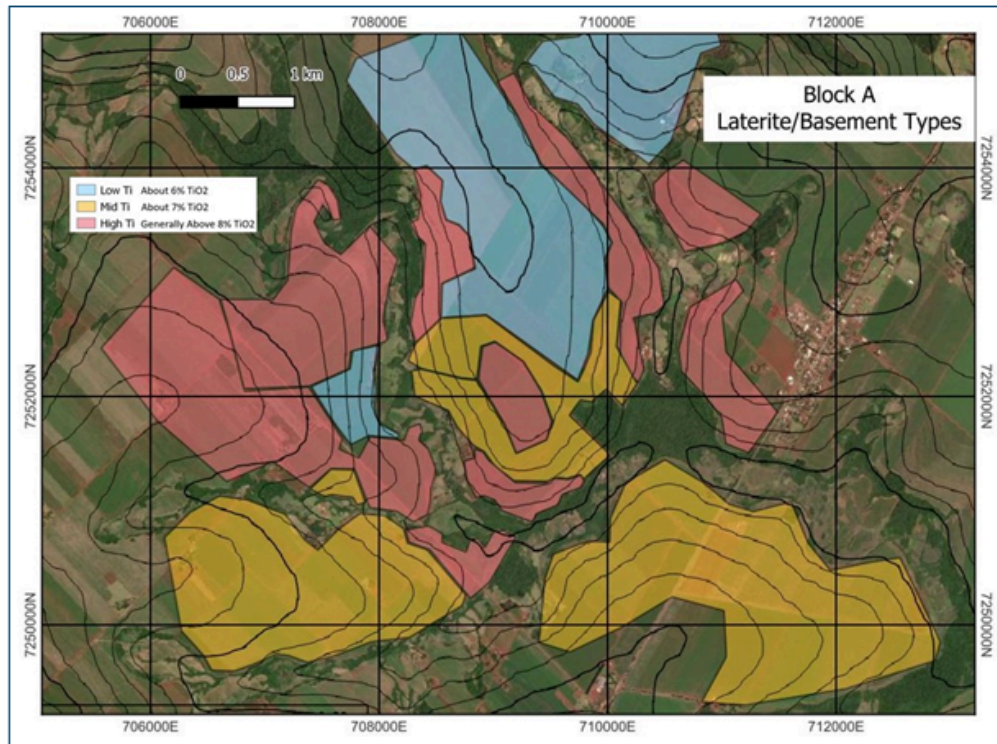 706000E 708000E 710000E 712000E
0 0.5 1 km
Block A
Laterite/Basement Types
7254000N 7254000N
Low Ti About 6% TiO2
Mid Ti About 7% TiO2
High Ti Generally Above 8% TiO2
7252000N 7252000N
7250000N 7250000N
706000E 708000E 710000E 712000E